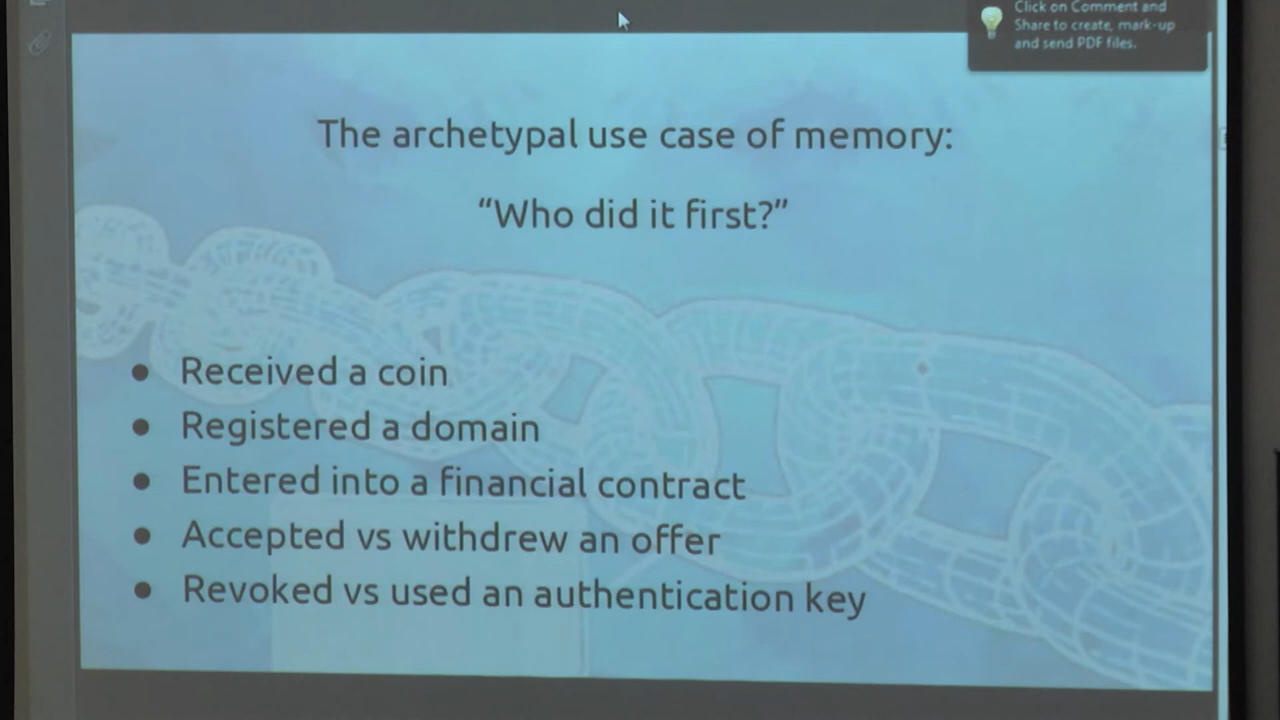 Click on Comment and
Share to create, mark-up
and send PDF files.
The archetypal use case of memory:
“Who did it first?”
● Received a coin
● Registered a domain
● Entered into a financial contract
● Accepted vs withdrew an offer
● Revoked vs used an authentication key